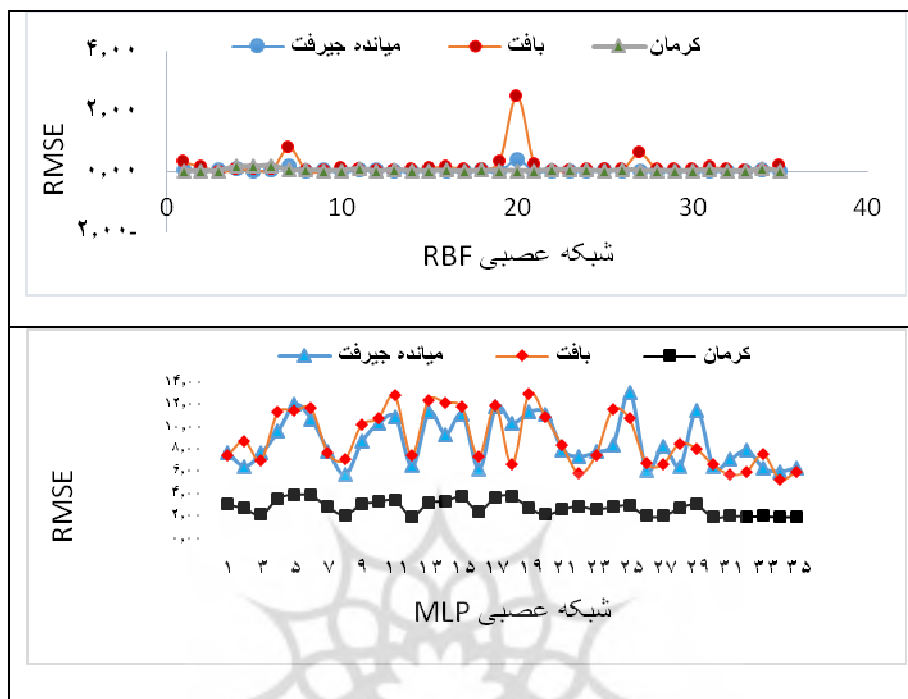 میانده جیرفت بافت کرمان
۴,۰۰
۲,۰۰
۰,۰۰
۲,۰۰-
RMSE
0 10 20 30 40
شبکه عصبی RBF
میانده جیرفت بافت کرمان
۱۴,۰۰
۱۲,۰۰
۱۰,۰۰
۸,۰۰
۶,۰۰
۴,۰۰
۲,۰۰
۰,۰۰
RMSE
۱ ۳ ۵ ۷ ۹ ۱۱ ۱۳ ۱۵ ۱۷ ۱۹ ۲۱ ۲۳ ۲۵ ۲۷ ۲۹ ۳۱ ۳۳ ۳۵
شبکه عصبی MLP